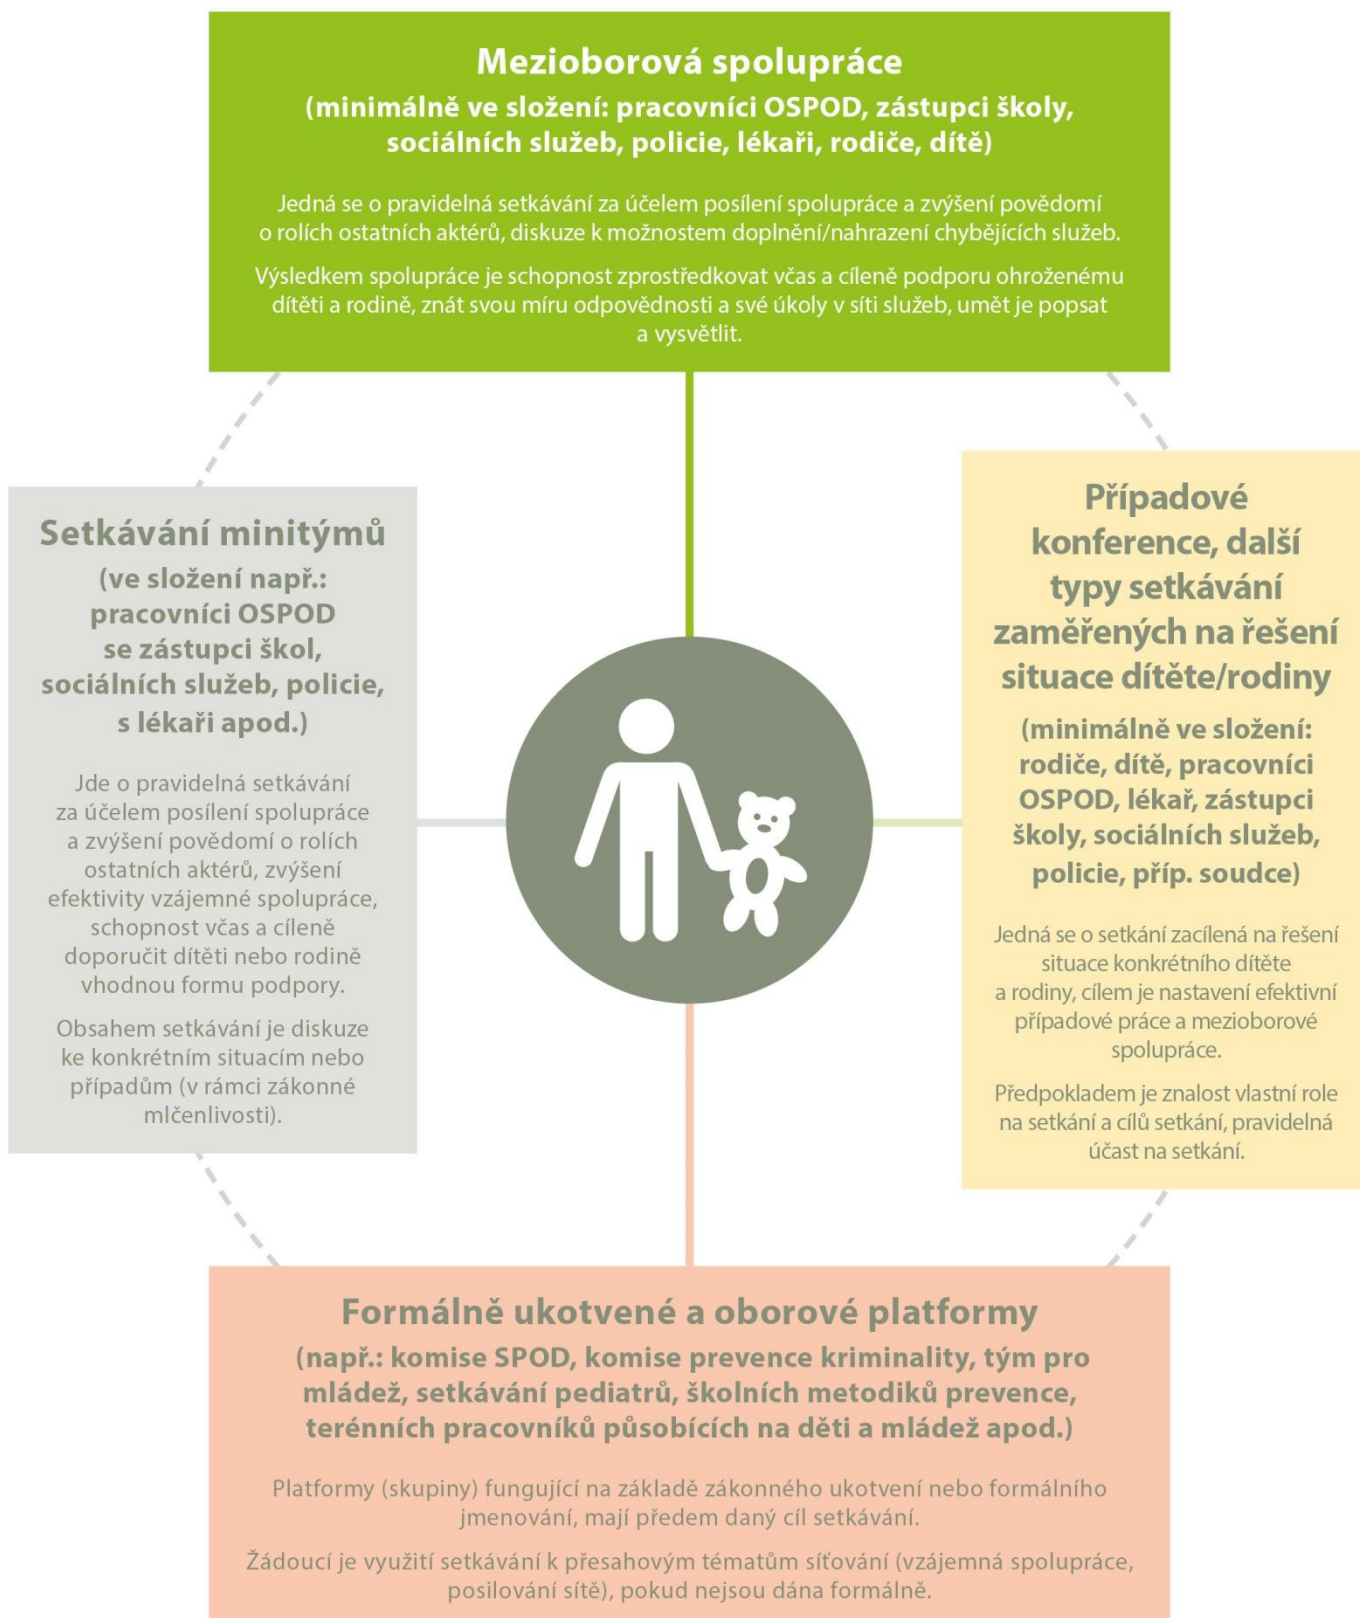 Mezioborová spolupráce
(minimálně ve složení: pracovníci OSPOD, zástupci školy,
sociálních služeb, policie, lékaři, rodiče, dítě)
Jedná se o pravidelná setkávání za účelem posílení spolupráce a zvýšení povědomí
o rolích ostatních aktérů, diskuze k možnostem doplnění/nahrazení chybějících služeb.
Výsledkem spolupráce je schopnost zprostředkovat včas a cíleně podporu ohroženému
dítěti a rodině, znát svou míru odpovědnosti a své úkoly v síti služeb, umět je popsat
a vysvětlit.
Setkávání minitýmů
(ve složení např.:
pracovníci OSPOD
se zástupci škol,
sociálních služeb, policie,
s lékaři apod.)
Jde o pravidelná setkávání
za účelem posílení spolupráce
a zvýšení povědomí o rolích
ostatních aktérů, zvýšení
efektivity vzájemné spolupráce,
schopnost včas a cíleně
doporučit dítěti nebo rodině
vhodnou formu podpory.
Obsahem setkávání je diskuze
ke konkrétním situacím nebo
případům (v rámci zákonné
mlčenlivosti).
Případové
konference, další
typy setkávání
zaměřených na řešení
situace dítěte/rodiny
(minimálně ve složení:
rodiče, dítě, pracovníci
OSPOD, lékař, zástupci
školy, sociálních služeb,
policie, příp. soudce)
Jedná se o setkání zacílená na řešení
situace konkrétního dítěte
a rodiny, cílem je nastavení efektivní
případové práce a mezioborové
spolupráce.
Předpokladem je znalost vlastní role
na setkání a cílů setkání, pravidelná
účast na setkání.
Formálně ukotvené a oborové platformy
(např.: komise SPOD, komise prevence kriminality, tým pro
mládež, setkávání pediatrů, školních metodiků prevence,
terénních pracovníků působících na děti a mládež apod.)
Platformy (skupiny) fungující na základě zákonného ukotvení nebo formálního
jmenování, mají předem daný cíl setkávání.
Žádoucí je využití setkávání k přesahovým tématům síťování (vzájemná spolupráce,
posilování sítě), pokud nejsou dána formálně.